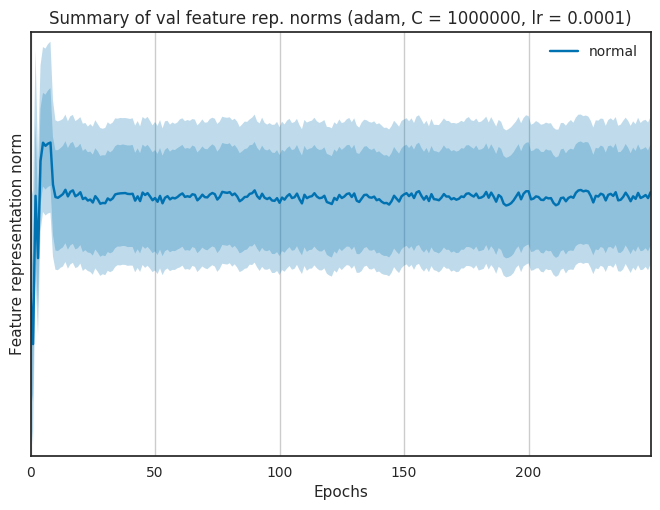 Summary of val feature rep. norms (adam, C = 1000000, lr = 0.0001)
normal
Feature representation norm
0 50 100 150 200
Epochs